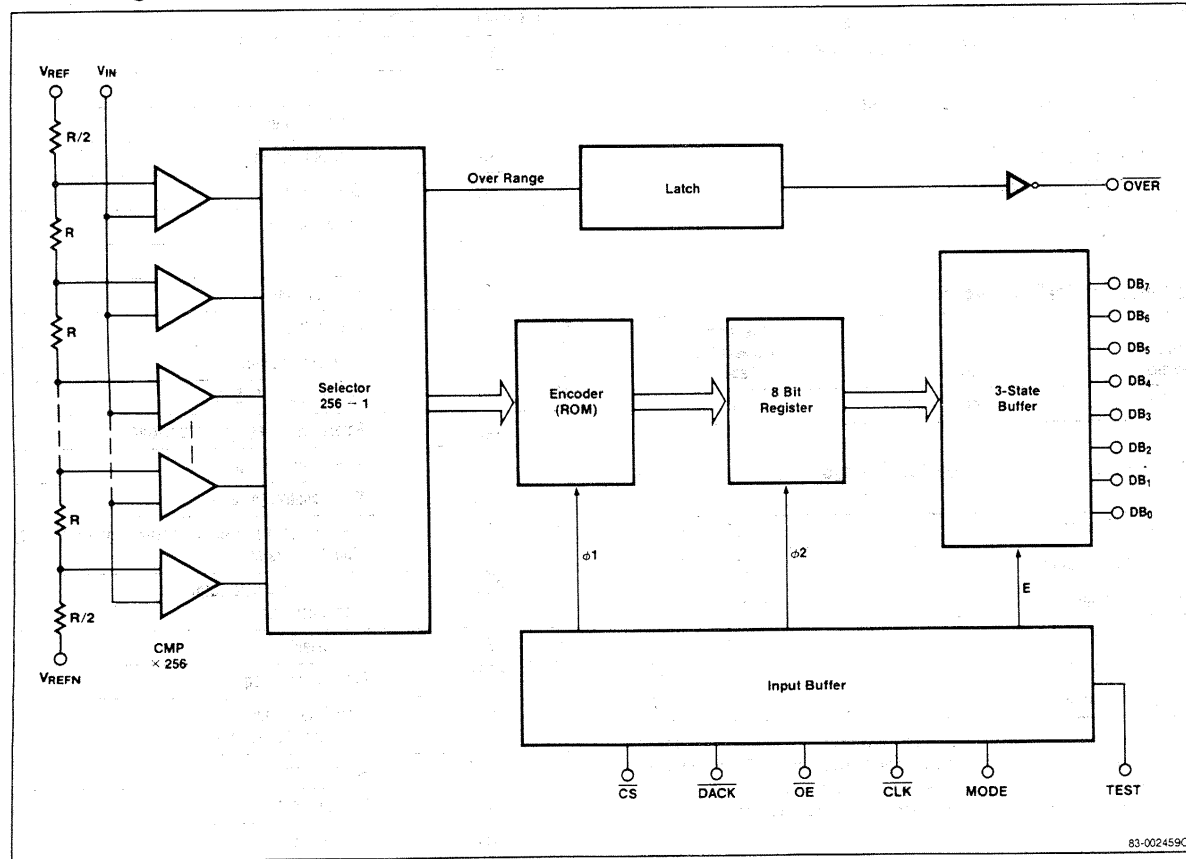 VREF
VIN
R/2
R
R
R
R/2
VREFN
CMP
× 256
Selector
256 – 1
Over Range
Latch
OVER
Encoder
(ROM)
8 Bit
Register
3-State
Buffer
DB7
DB6
DB5
DB4
DB3
DB2
DB1
DB0
ϕ1
ϕ2
E
Input Buffer
CS
DACK
OE
CLK
MODE
TEST
83-002459C